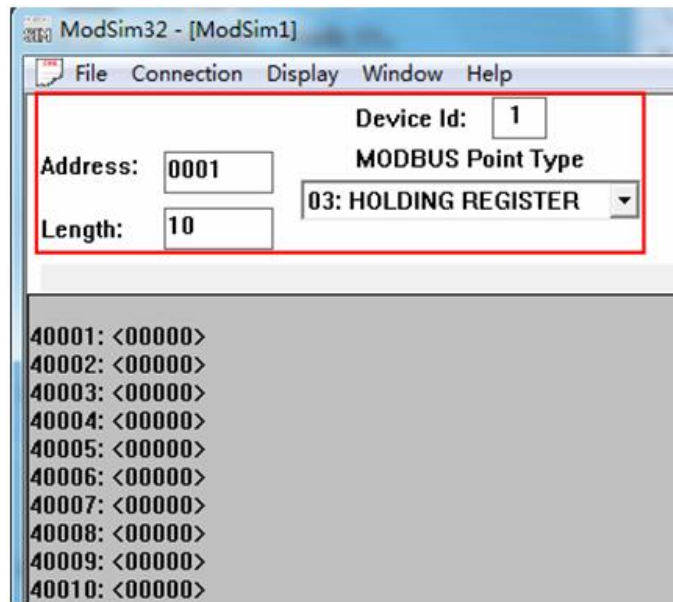 ModSim32 - [ModSim1]
File Connection Display Window Help
Device Id: 1
Address: 0001
MODBUS Point Type
03: HOLDING REGISTER
Length: 10
40001: <00000>
40002: <00000>
40003: <00000>
40004: <00000>
40005: <00000>
40006: <00000>
40007: <00000>
40008: <00000>
40009: <00000>
40010: <00000>